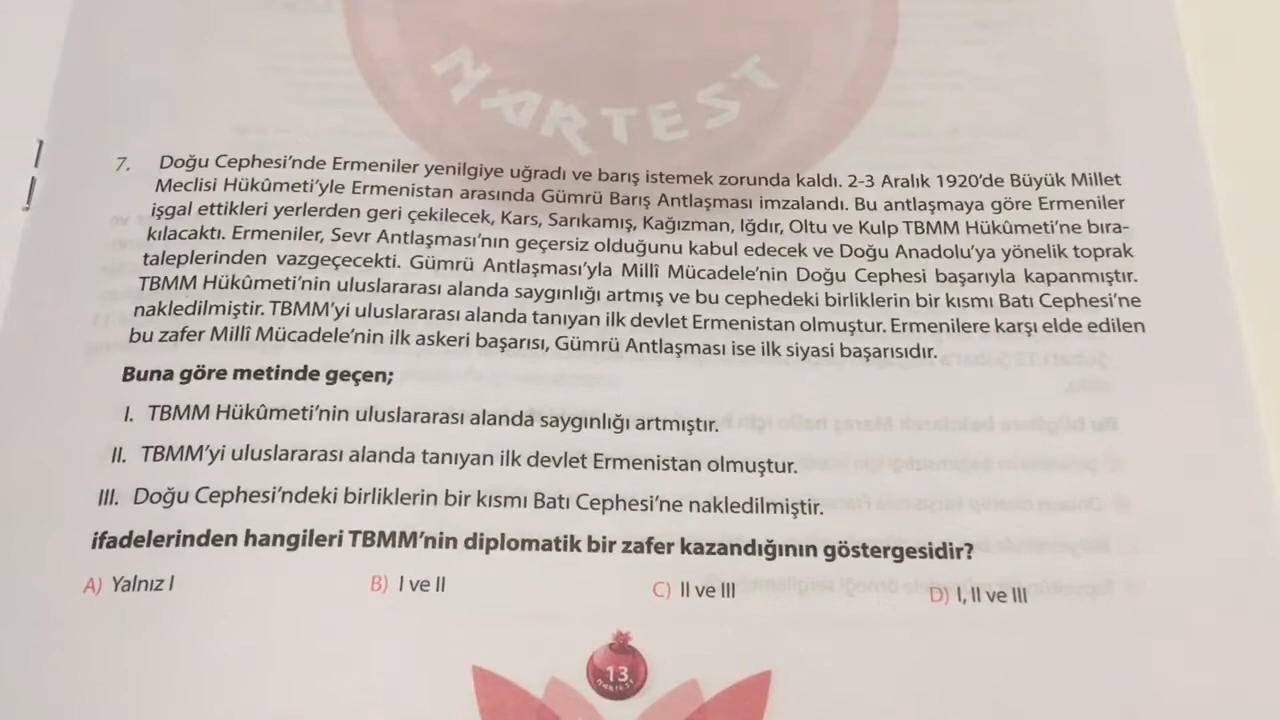 NARTEST
7. Doğu Cephesi'nde Ermeniler yenilgiye uğradı ve barış istemek zorunda kaldı. 2-3 Aralık 1920'de Büyük Millet
Meclisi Hükûmeti'yle Ermenistan arasında Gümrü Barış Antlaşması imzalandı. Bu antlaşmaya göre Ermeniler
işgal ettikleri yerlerden geri çekilecek, Kars, Sarıkamış, Kağızman, Iğdır, Oltu ve Kulp TBMM Hükûmeti'ne bıra-
kılacaktı. Ermeniler, Sevr Antlaşması'nın geçersiz olduğunu kabul edecek ve Doğu Anadolu'ya yönelik toprak
taleplerinden vazgeçecekti. Gümrü Antlaşması'yla Millî Mücadele'nin Doğu Cephesi başarıyla kapanmıştır.
TBMM Hükûmeti'nin uluslararası alanda saygınlığı artmış ve bu cephedeki birliklerin bir kısmı Batı Cephesi'ne
nakledilmiştir. TBMM'yi uluslararası alanda tanıyan ilk devlet Ermenistan olmuştur. Ermenilere karşı elde edilen
bu zafer Millî Mücadele'nin ilk askeri başarısı, Gümrü Antlaşması ise ilk siyasi başarısıdır.
Buna göre metinde geçen;
I. TBMM Hükûmeti'nin uluslararası alanda saygınlığı artmıştır.
II. TBMM'yi uluslararası alanda tanıyan ilk devlet Ermenistan olmuştur.
III. Doğu Cephesi'ndeki birliklerin bir kısmı Batı Cephesi'ne nakledilmiştir.
ifadelerinden hangileri TBMM'nin diplomatik bir zafer kazandığının göstergesidir?
A) Yalnız I B) I ve II C) II ve III D) I, II ve III
13
NARTEST